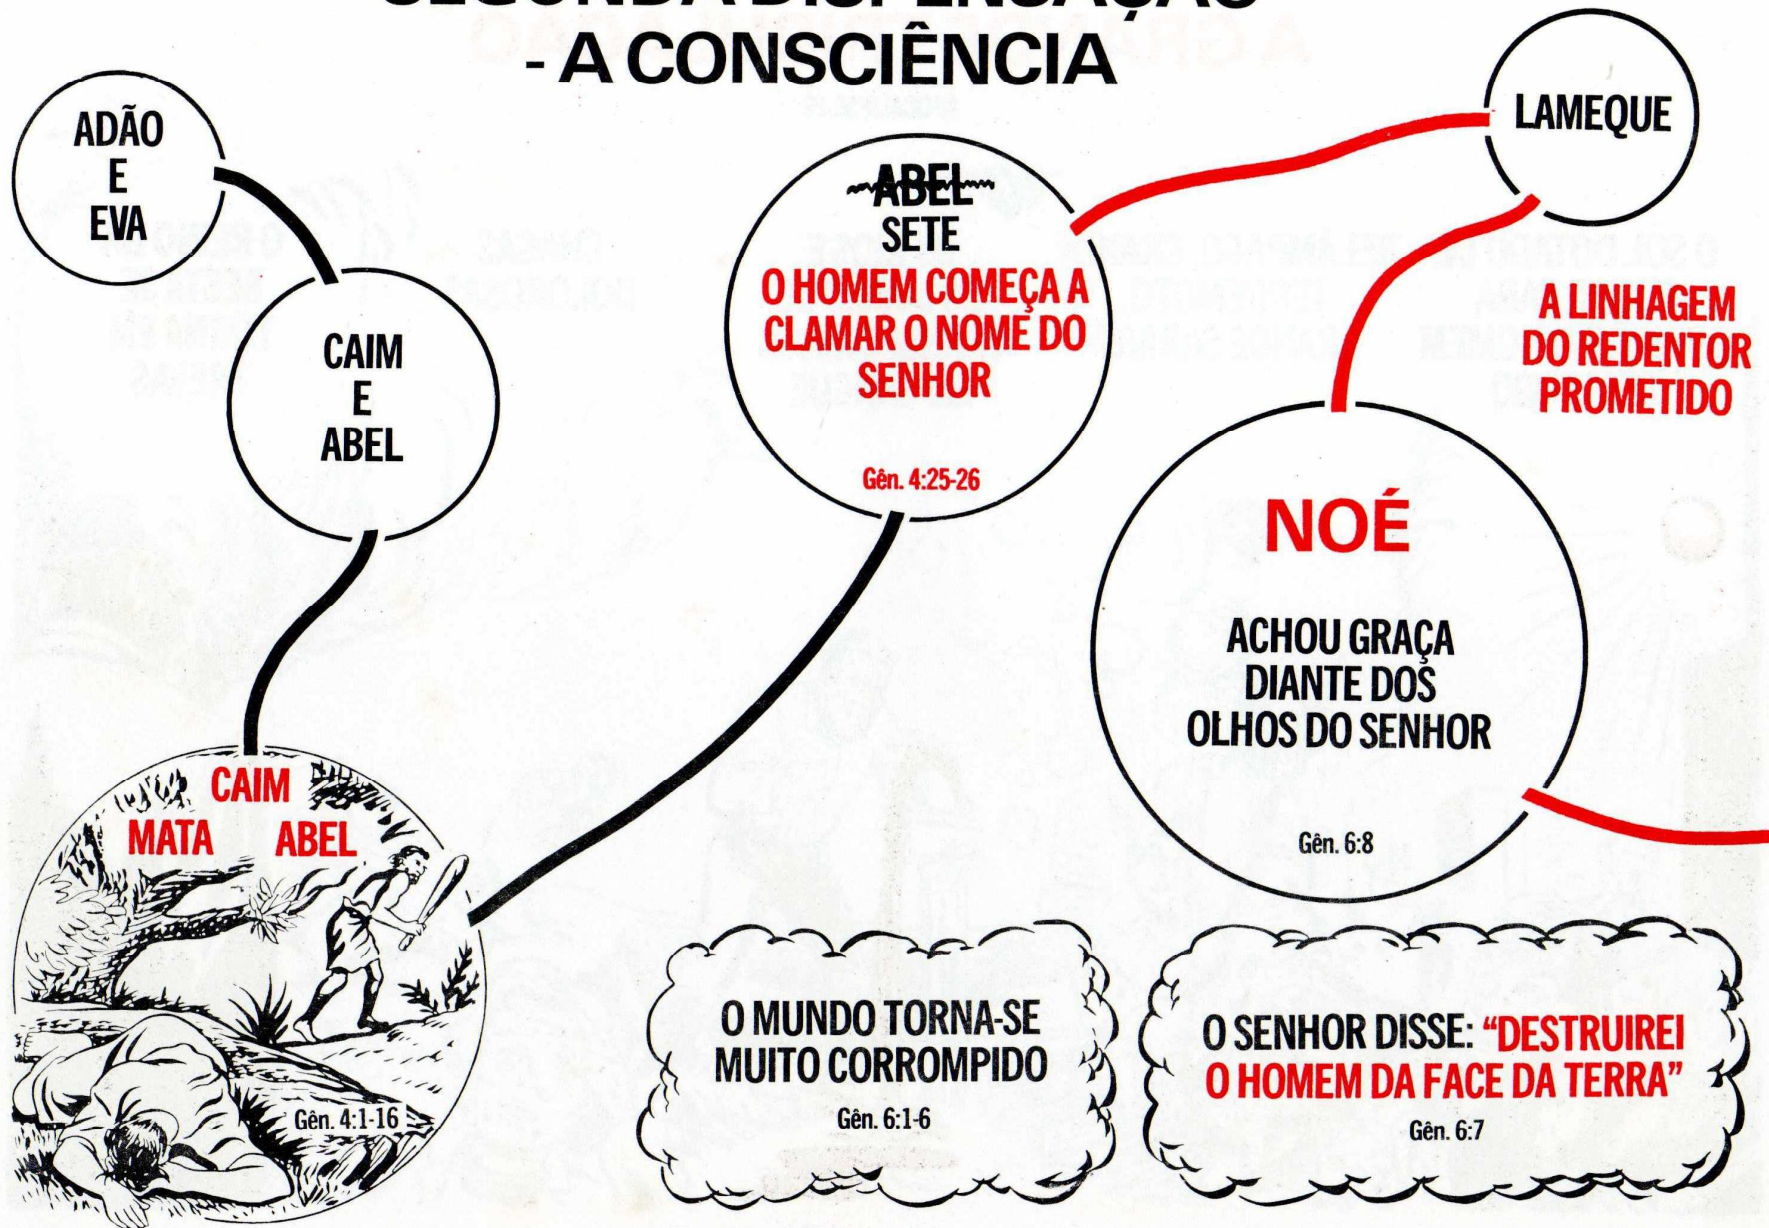 SEGUNDA DISPENSAÇÃO
- A CONSCIÊNCIA
ADÃO
E
EVA
CAIM
E
ABEL
CAIM
MATA ABEL
Gên. 4:1-16
ABEL
SETE
O HOMEM COMEÇA A
CLAMAR O NOME DO
SENHOR
Gên. 4:25-26
LAMEQUE
A LINHAGEM
DO REDENTOR
PROMETIDO
NOÉ
ACHOU GRAÇA
DIANTE DOS
OLHOS DO SENHOR
Gên. 6:8
O MUNDO TORNA-SE
MUITO CORROMPIDO
Gên. 6:1-6
O SENHOR DISSE: “DESTRUIREI
O HOMEM DA FACE DA TERRA”
Gên. 6:7